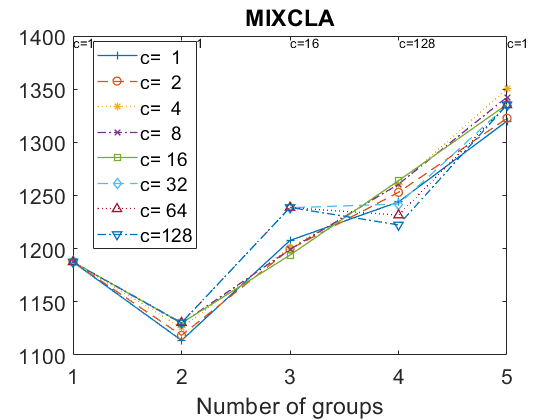 MIXCLA
1400
1350
1300
1250
1200
1150
1100
c=1
1
c=16
c=128
c=1
c= 1
c= 2
c= 4
c= 8
c= 16
c= 32
c= 64
c=128
1 2 3 4 5
Number of groups